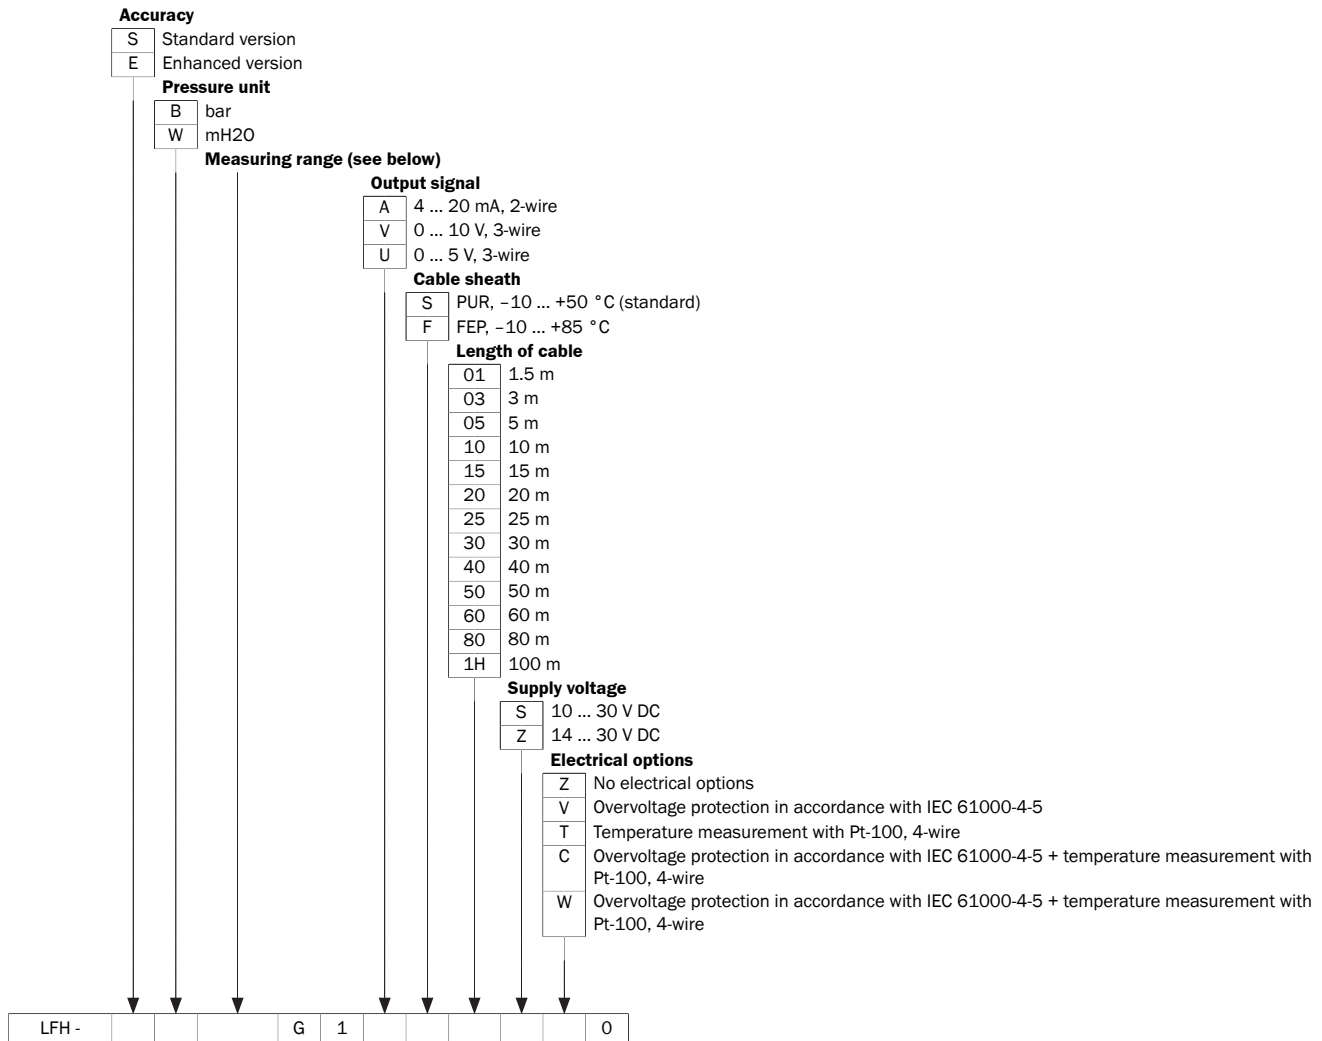 Accuracy
S Standard version
E Enhanced version
Pressure unit
B bar
W mH2O
Measuring range (see below)
Output signal
A 4 ... 20 mA, 2-wire
V 0 ... 10 V, 3-wire
U 0 ... 5 V, 3-wire
Cable sheath
S PUR, –10 ... +50 °C (standard)
F FEP, –10 ... +85 °C
Length of cable
01 1.5 m
03 3 m
05 5 m
10 10 m
15 15 m
20 20 m
25 25 m
30 30 m
40 40 m
50 50 m
60 60 m
80 80 m
1H 100 m
Supply voltage
S 10 ... 30 V DC
Z 14 ... 30 V DC
Electrical options
Z No electrical options
V Overvoltage protection in accordance with IEC 61000-4-5
T Temperature measurement with Pt-100, 4-wire
C Overvoltage protection in accordance with IEC 61000-4-5 + temperature measurement with
Pt-100, 4-wire
W Overvoltage protection in accordance with IEC 61000-4-5 + temperature measurement with
Pt-100, 4-wire
LFH - G 1 0